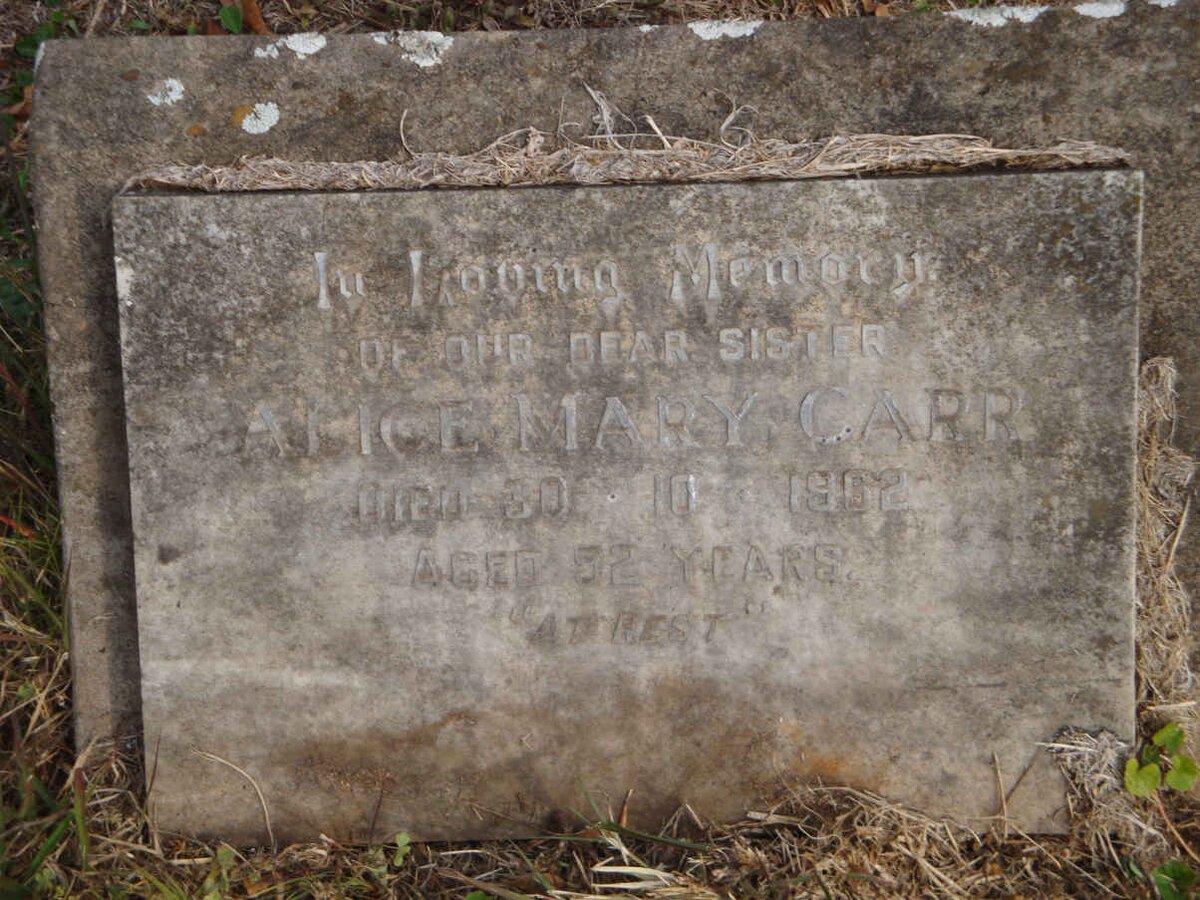 In Loving Memory
OF OUR DEAR SISTER
ALICE MARY CARR
DIED 30 · 10 · 1962
AGED 52 YEARS.
"AT REST"